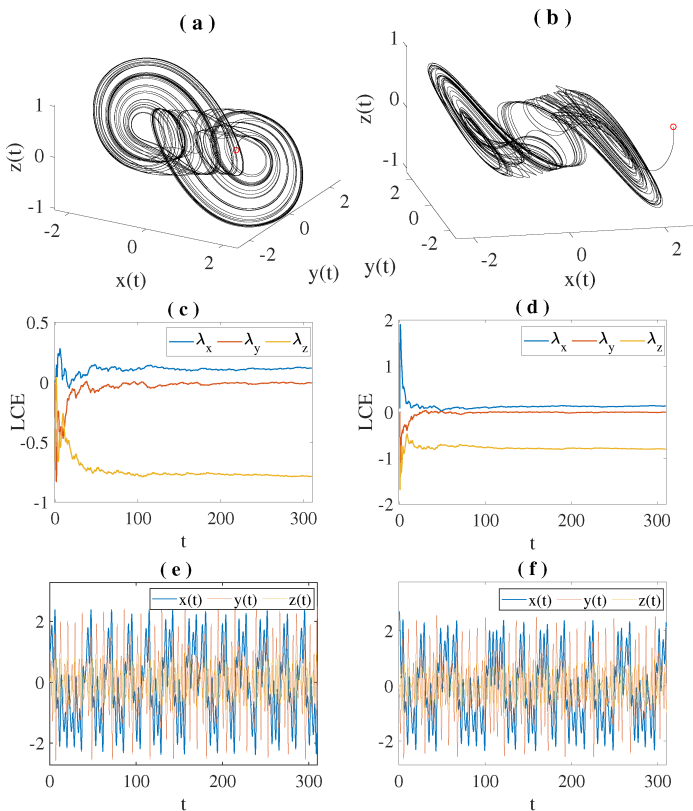 ( a )
1
0
-1
z(t)
-2
0
2
x(t)
-2
0
2
y(t)
( b )
1
0
-1
z(t)
2
0
-2
y(t)
-2
0
2
x(t)
( c )
0.5
0
-0.5
-1
LCE
λx λy λz
0 100 200 300
t
( d )
2
1
0
-1
-2
LCE
λx λy λz
0 100 200 300
t
( e )
x(t) y(t) z(t)
2
0
-2
0 100 200 300
t
( f )
x(t) y(t) z(t)
2
0
-2
0 100 200 300
t